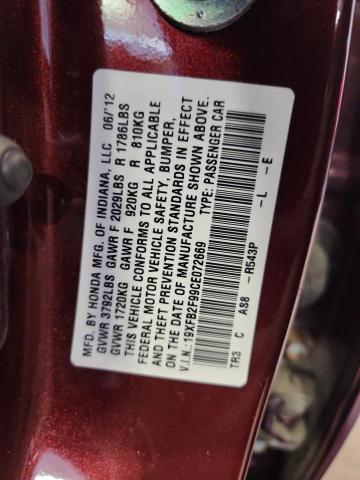 MFD. BY HONDA MFG. OF INDIANA, LLC 06/'12
GVWR 3792LBS GAWR F 2029LBS R 1786LBS
GVWR 1720KG GAWR F 920KG R 810KG
THIS VEHICLE CONFORMS TO ALL APPLICABLE
FEDERAL MOTOR VEHICLE SAFETY, BUMPER,
AND THEFT PREVENTION STANDARDS IN EFFECT
ON THE DATE OF MANUFACTURE SHOWN ABOVE.
V.I.N.:19XFB2F99CE072669 TYPE: PASSENGER CAR
TR3 C AS8 -R543P -L -E